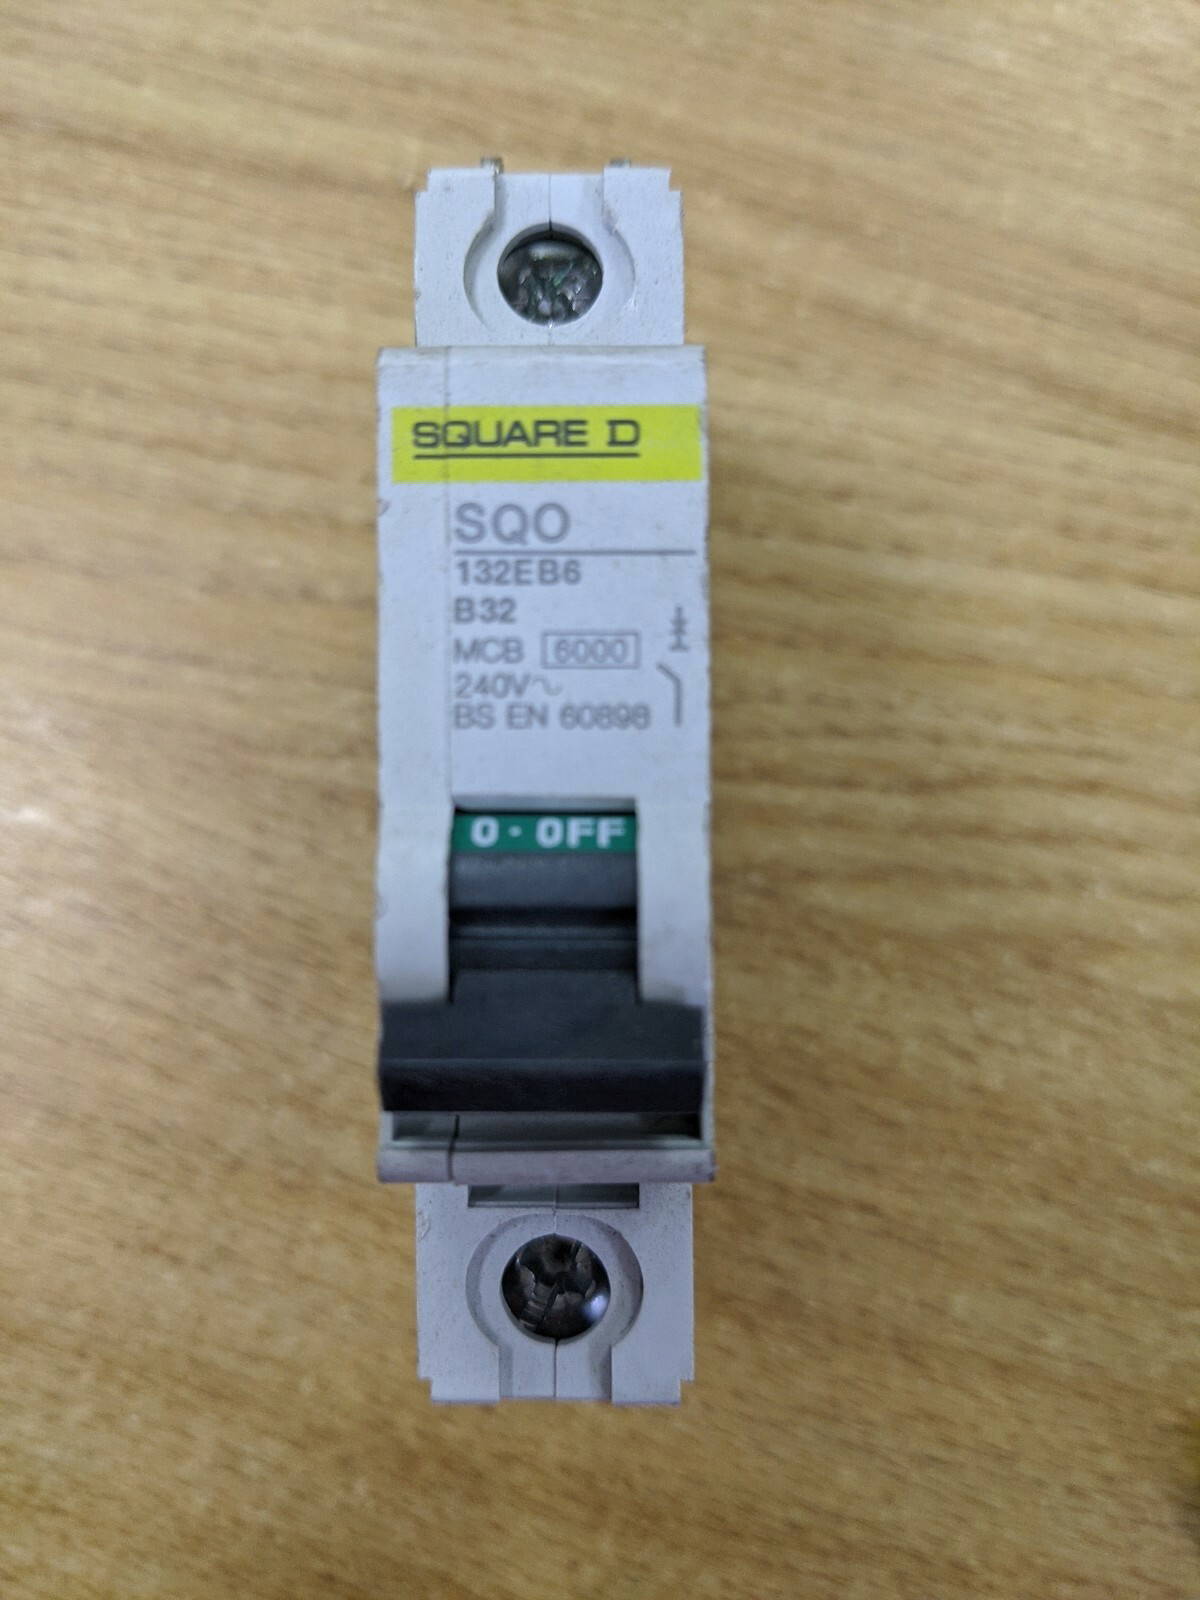 SQUARE D
SQO
132EB6
B32
MCB 6000
240V~
BS EN 60898
0 · OFF